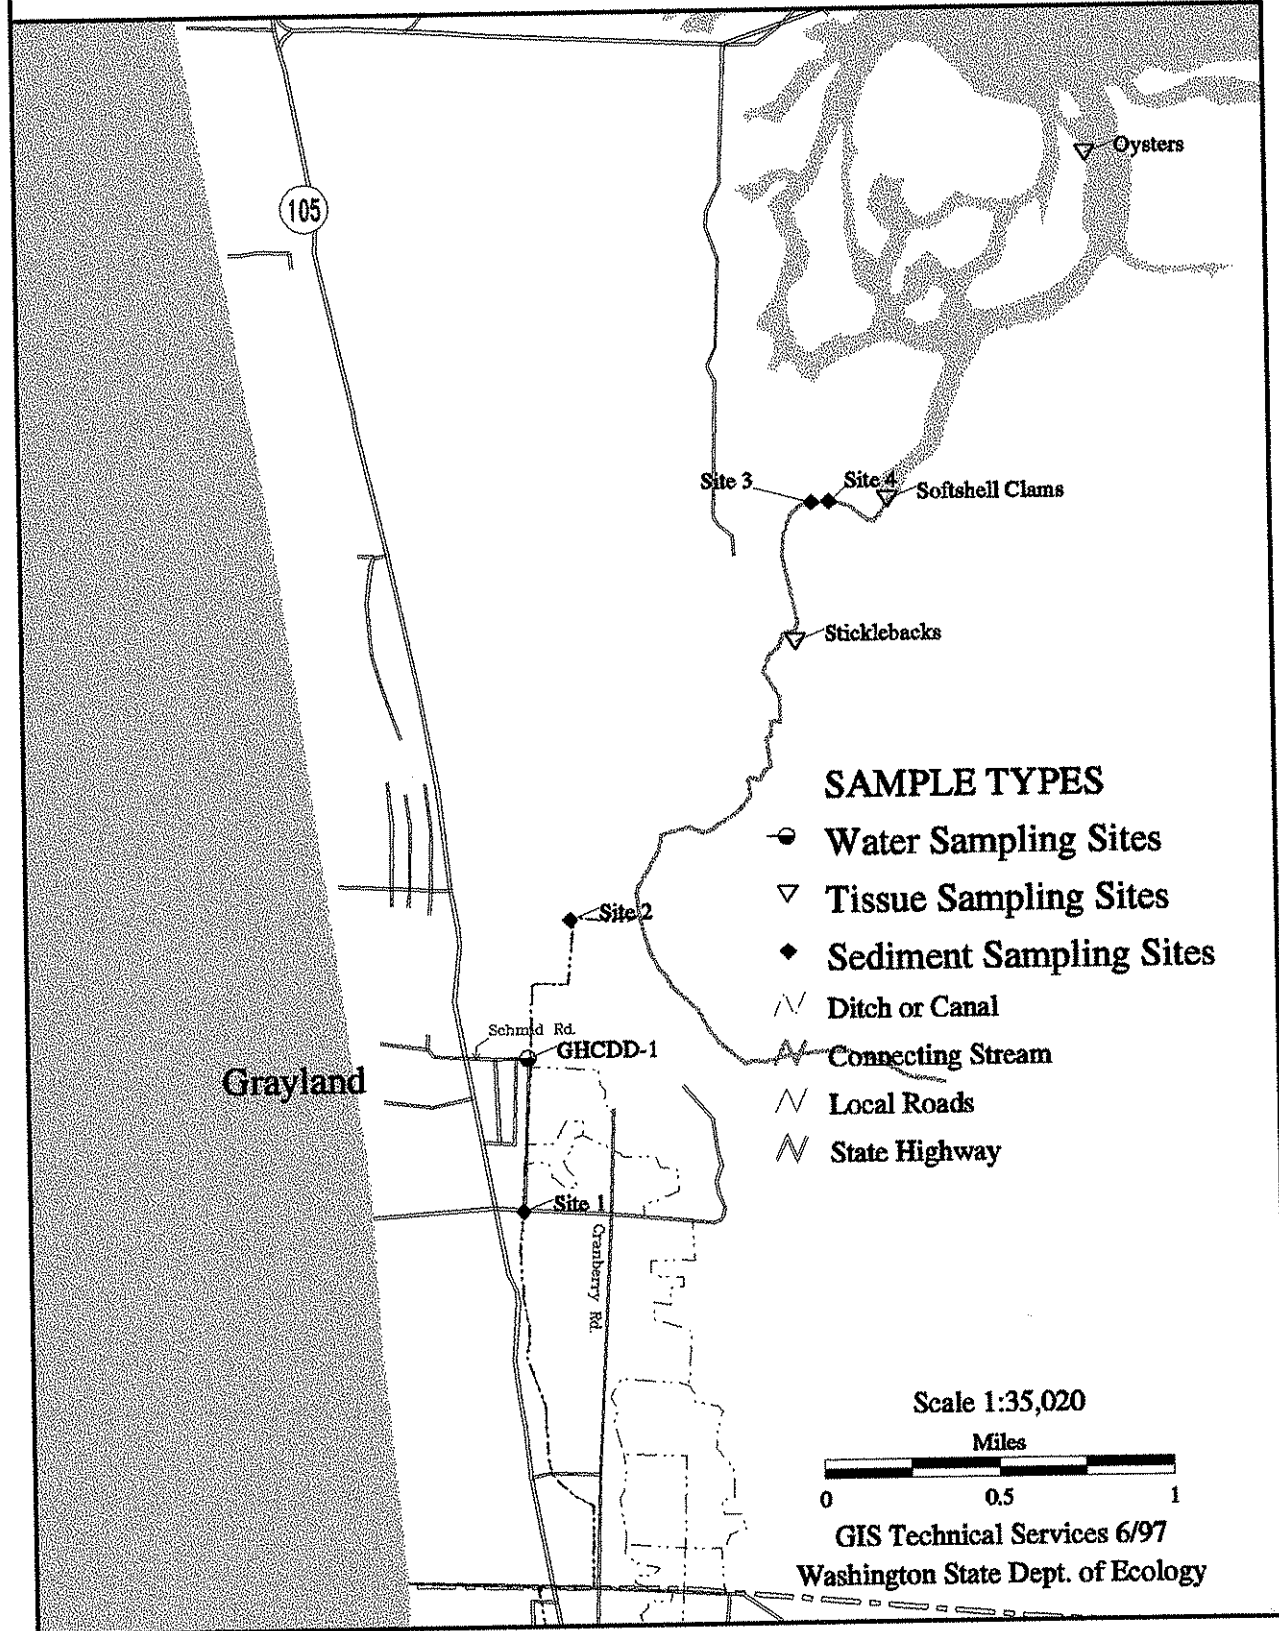 Oysters
105
Site 3
Site 4
Softshell Clams
Sticklebacks
SAMPLE TYPES
Water Sampling Sites
Tissue Sampling Sites
Site 2
Sediment Sampling Sites
Ditch or Canal
Schmid Rd.
GHCDD-1
Connecting Stream
Grayland
Local Roads
State Highway
Site 1
Cranberry Rd.
Scale 1:35,020
Miles
0 0.5 1
GIS Technical Services 6/97
Washington State Dept. of Ecology